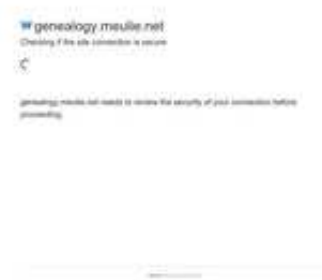 genealogy.meulie.net
Checking if the site connection is secure
genealogy.meulie.net needs to review the security of your connection before
proceeding.